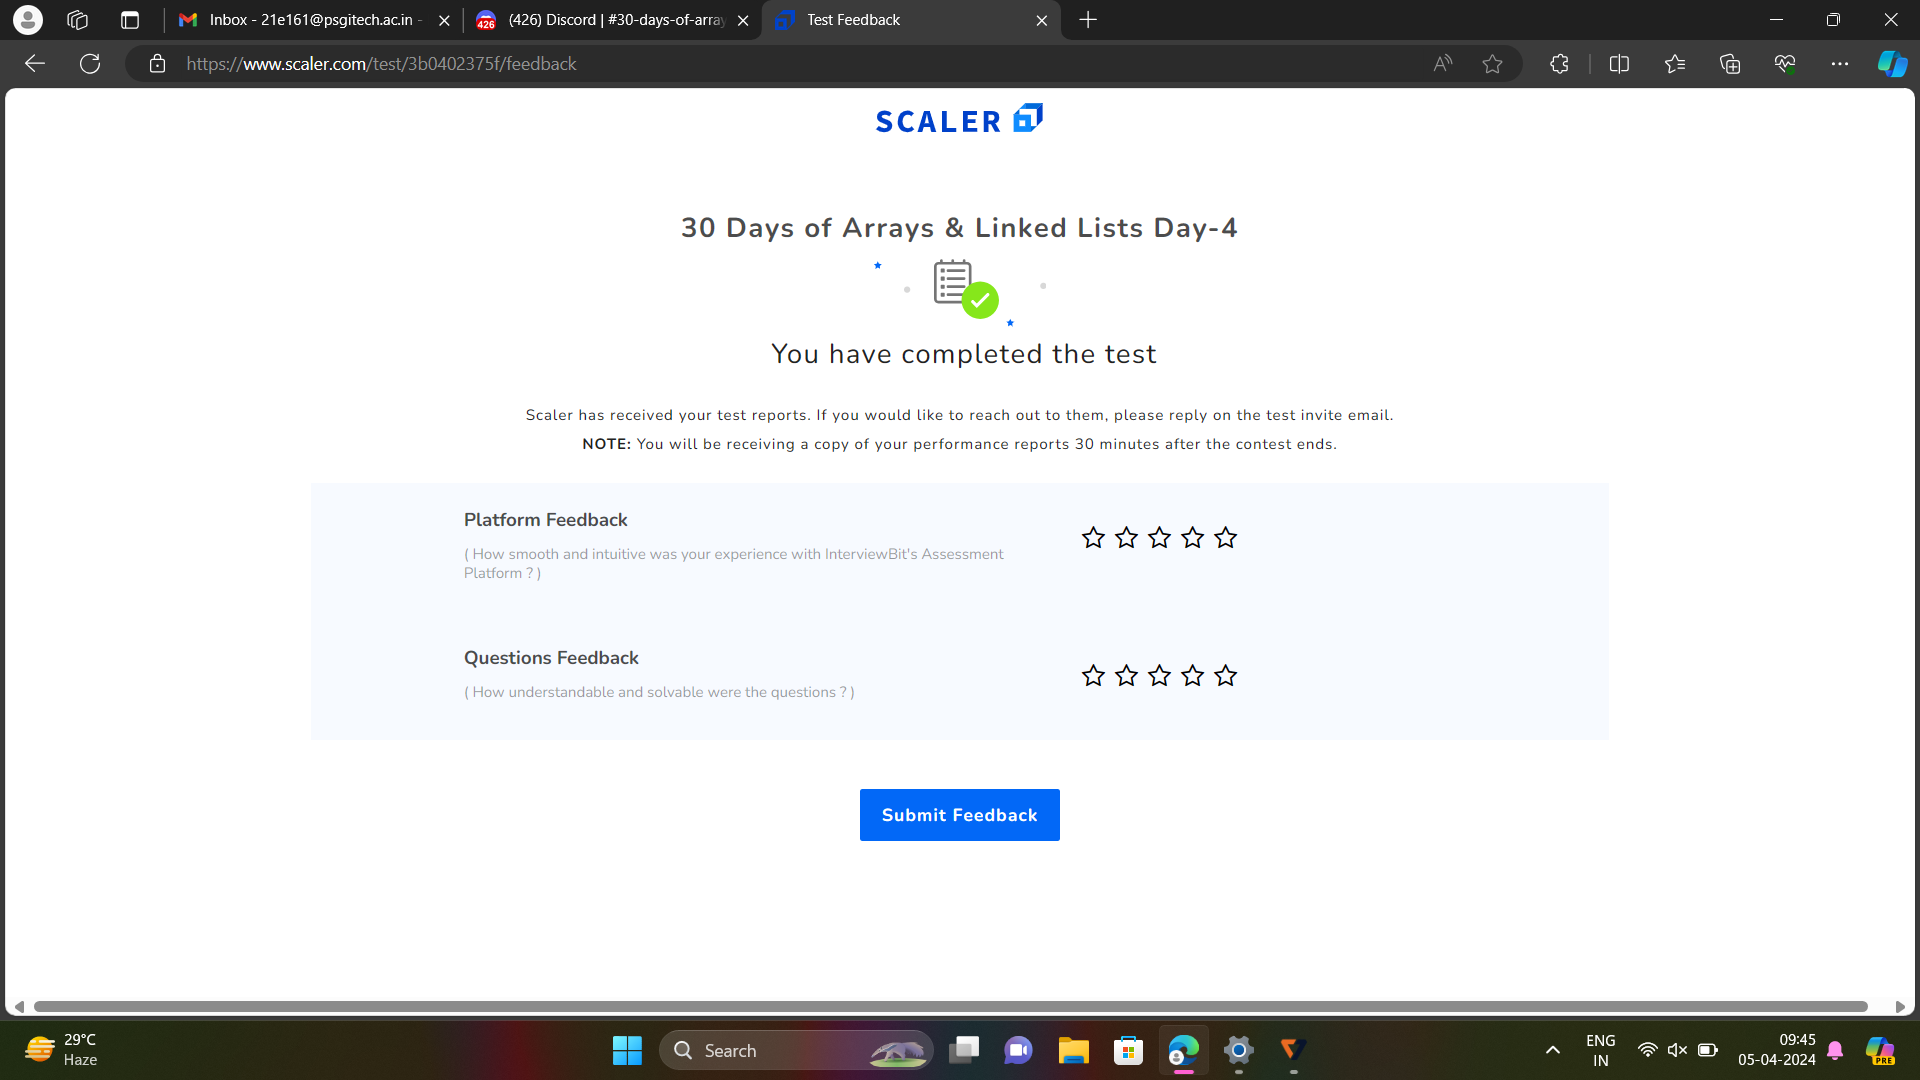 Inbox - 21e161@psgitech.ac.in -
426
(426) Discord | #30-days-of-array
Test Feedback
https://www.scaler.com/test/3b0402375f/feedback
SCALER
30 Days of Arrays & Linked Lists Day-4
You have completed the test
Scaler has received your test reports. If you would like to reach out to them, please reply on the test invite email.
NOTE: You will be receiving a copy of your performance reports 30 minutes after the contest ends.
Platform Feedback
( How smooth and intuitive was your experience with InterviewBit's Assessment
Platform ? )
Questions Feedback
( How understandable and solvable were the questions ? )
Submit Feedback
29°C
Haze
Search
ENG
IN
09:45
05-04-2024
PRE